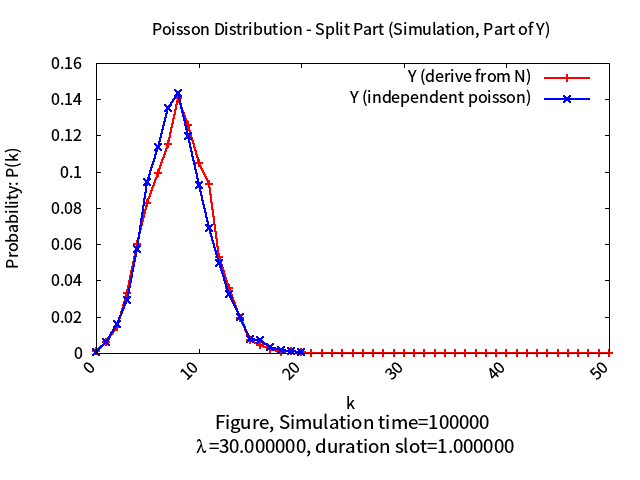 Poisson Distribution - Split Part (Simulation, Part of Y)
0.16
0.14
0.12
0.1
0.08
0.06
0.04
0.02
0
Probability: P(k)
Y (derive from N)
Y (independent poisson)
0
10
20
30
40
50
k
Figure, Simulation time=100000
λ=30.000000, duration slot=1.000000